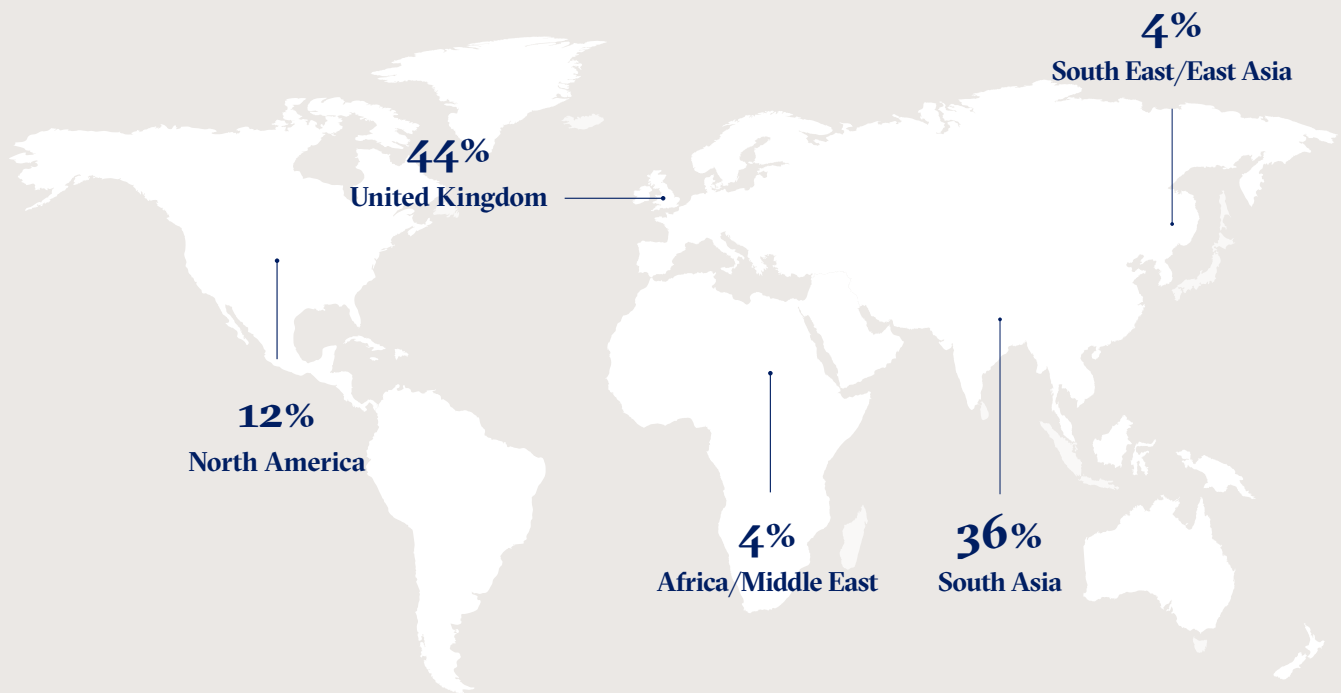 4%
South East/East Asia
44%
United Kingdom
12%
North America
4%
Africa/Middle East
36%
South Asia